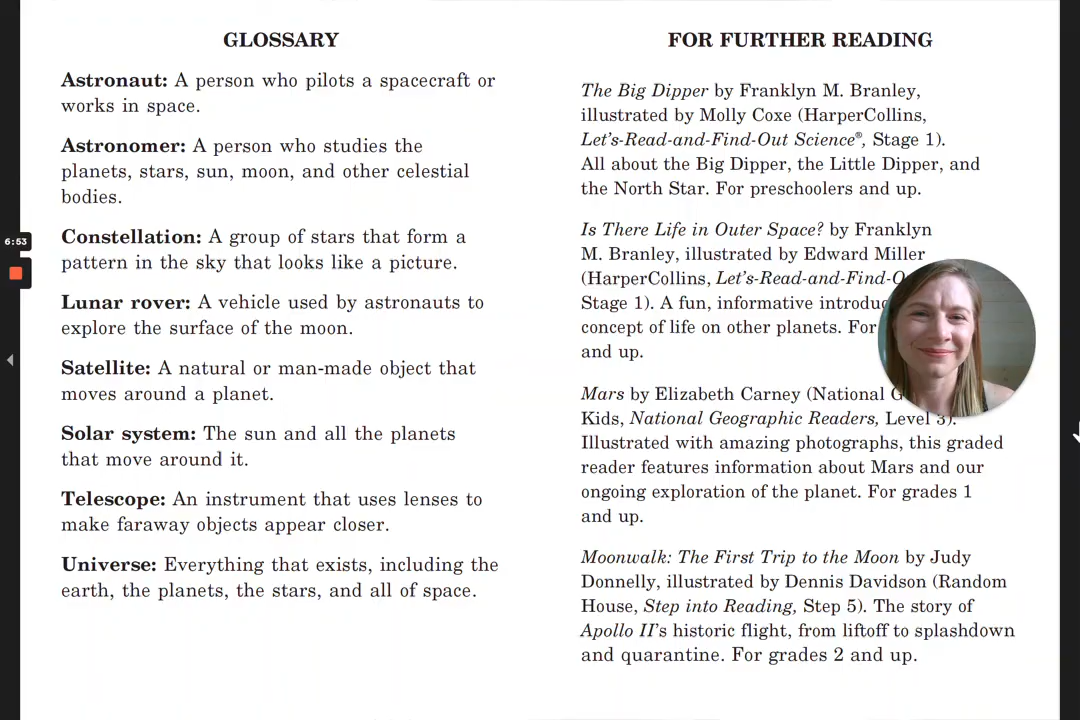 GLOSSARY
Astronaut: A person who pilots a spacecraft or
works in space.
Astronomer: A person who studies the
planets, stars, sun, moon, and other celestial
bodies.
Constellation: A group of stars that form a
pattern in the sky that looks like a picture.
Lunar rover: A vehicle used by astronauts to
explore the surface of the moon.
Satellite: A natural or man-made object that
moves around a planet.
Solar system: The sun and all the planets
that move around it.
Telescope: An instrument that uses lenses to
make faraway objects appear closer.
Universe: Everything that exists, including the
earth, the planets, the stars, and all of space.
FOR FURTHER READING
The Big Dipper by Franklyn M. Branley,
illustrated by Molly Coxe (HarperCollins,
Let's-Read-and-Find-Out Science®, Stage 1).
All about the Big Dipper, the Little Dipper, and
the North Star. For preschoolers and up.
Is There Life in Outer Space? by Franklyn
M. Branley, illustrated by Edward Miller
(HarperCollins, Let's-Read-and-Find-O
Stage 1). A fun, informative introduc
concept of life on other planets. For
and up.
Mars by Elizabeth Carney (National G
Kids, National Geographic Readers, Level 3).
Illustrated with amazing photographs, this graded
reader features information about Mars and our
ongoing exploration of the planet. For grades 1
and up.
Moonwalk: The First Trip to the Moon by Judy
Donnelly, illustrated by Dennis Davidson (Random
House, Step into Reading, Step 5). The story of
Apollo II's historic flight, from liftoff to splashdown
and quarantine. For grades 2 and up.
6:53